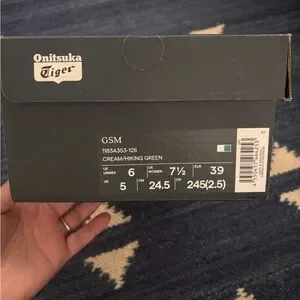 Onitsuka
Tiger
GSM
1183A353-128
CREAM/HIKING GREEN
US UNISEX 6 US WOMEN 7½ EUR 39
UK 5 CM 24.5 CN 245(2.5)